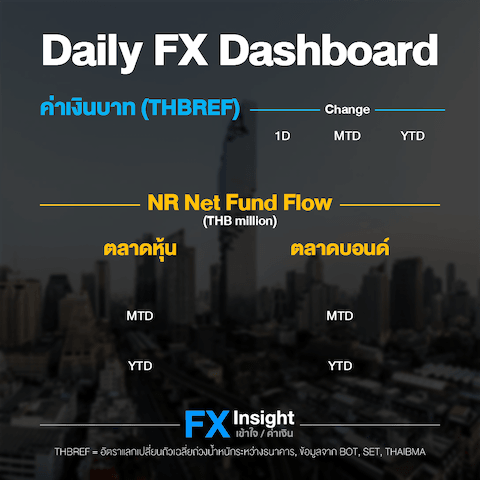 Daily FX Dashboard
ค่าเงินบาท (THBREF)
Change
1D MTD YTD
NR Net Fund Flow
(THB million)
ตลาดหุ้น ตลาดบอนด์
MTD MTD
YTD YTD
FX Insight
เข้าใจ / ค่าเงิน
THBREF = อัตราแลกเปลี่ยนถัวเฉลี่ยถ่วงน้ำหนักระหว่างธนาคาร, ข้อมูลจาก BOT, SET, THAIBMA